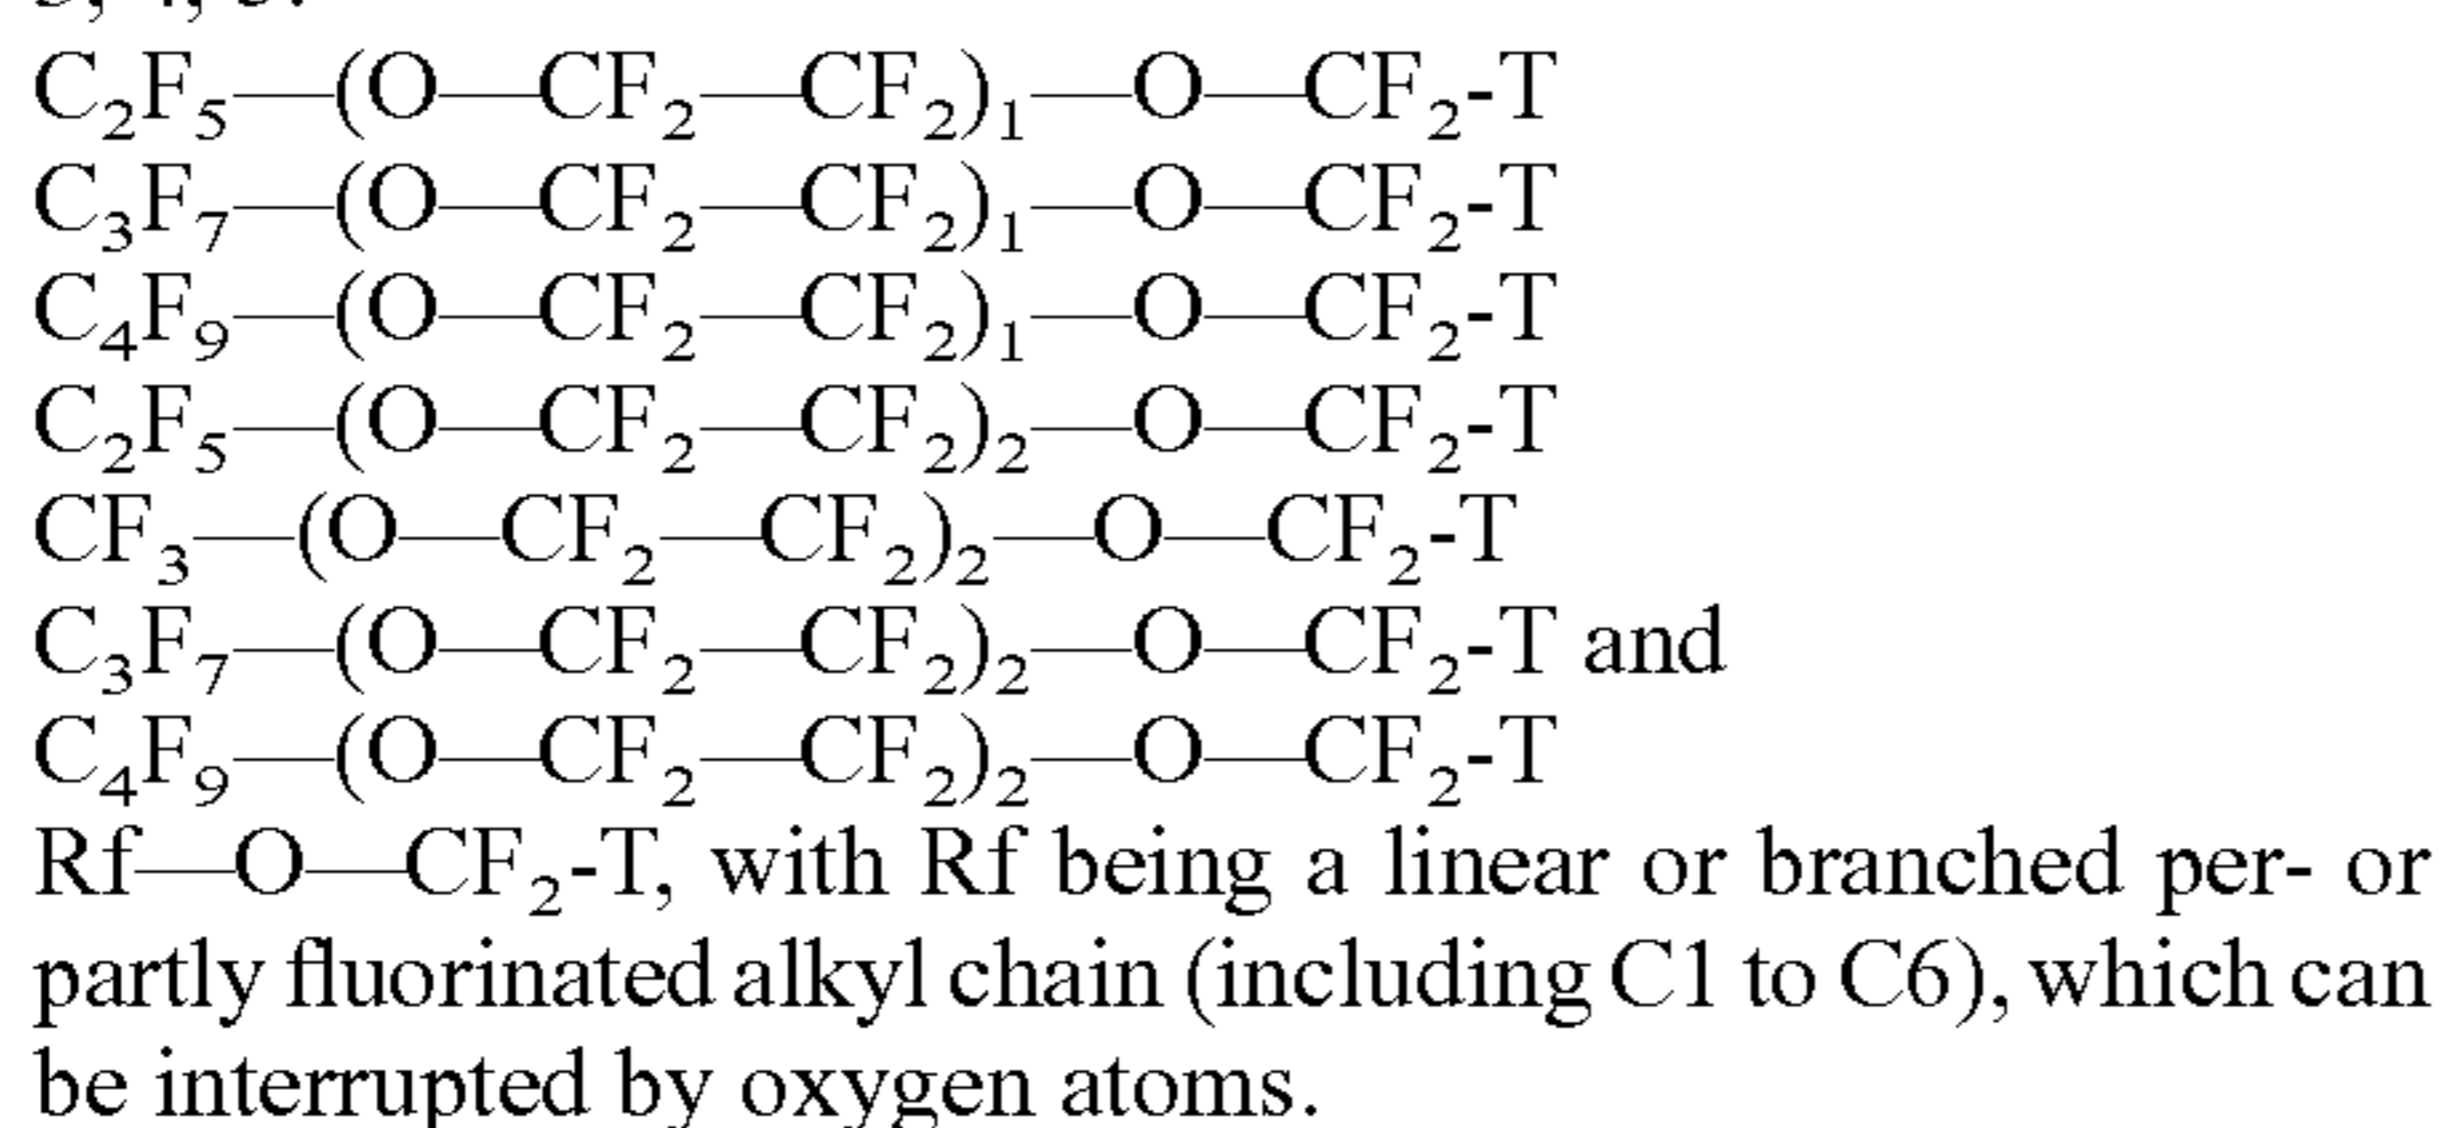 C₂F₅—(O—CF₂—CF₂)₁—O—CF₂-T
C₃F₇—(O—CF₂—CF₂)₁—O—CF₂-T
C₄F₉—(O—CF₂—CF₂)₁—O—CF₂-T
C₂F₅—(O—CF₂—CF₂)₂—O—CF₂-T
CF₃—(O—CF₂—CF₂)₂—O—CF₂-T
C₃F₇—(O—CF₂—CF₂)₂—O—CF₂-T and
C₄F₉—(O—CF₂—CF₂)₂—O—CF₂-T
Rf—O—CF₂-T, with Rf being a linear or branched per- or
partly fluorinated alkyl chain (including C1 to C6), which can
be interrupted by oxygen atoms.